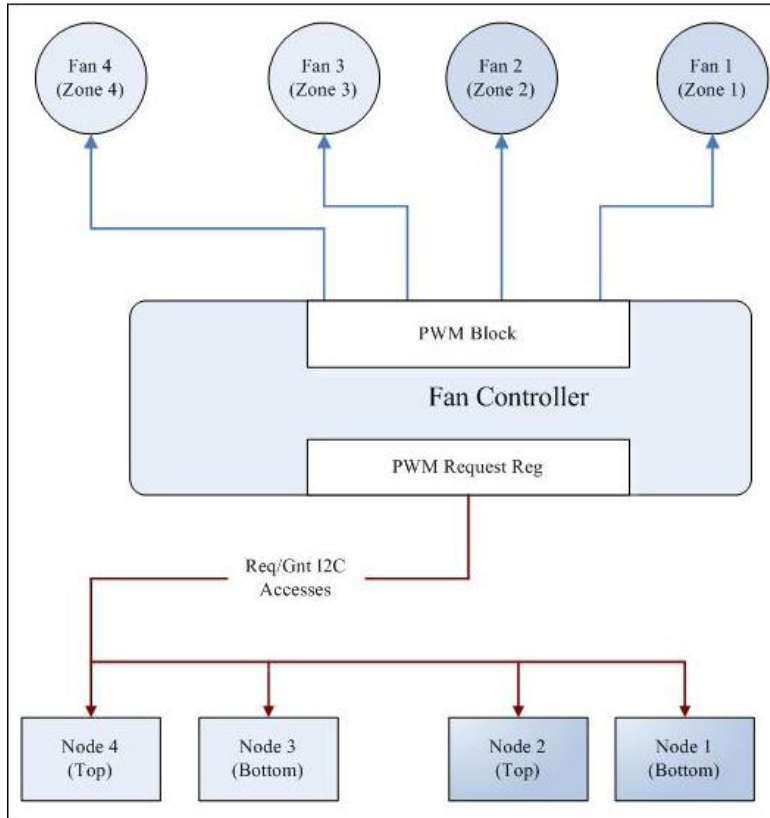 Fan 4
(Zone 4)
Fan 3
(Zone 3)
Fan 2
(Zone 2)
Fan 1
(Zone 1)
PWM Block
Fan Controller
PWM Request Reg
Req/Gnt I2C
Accesses
Node 4
(Top)
Node 3
(Bottom)
Node 2
(Top)
Node 1
(Bottom)